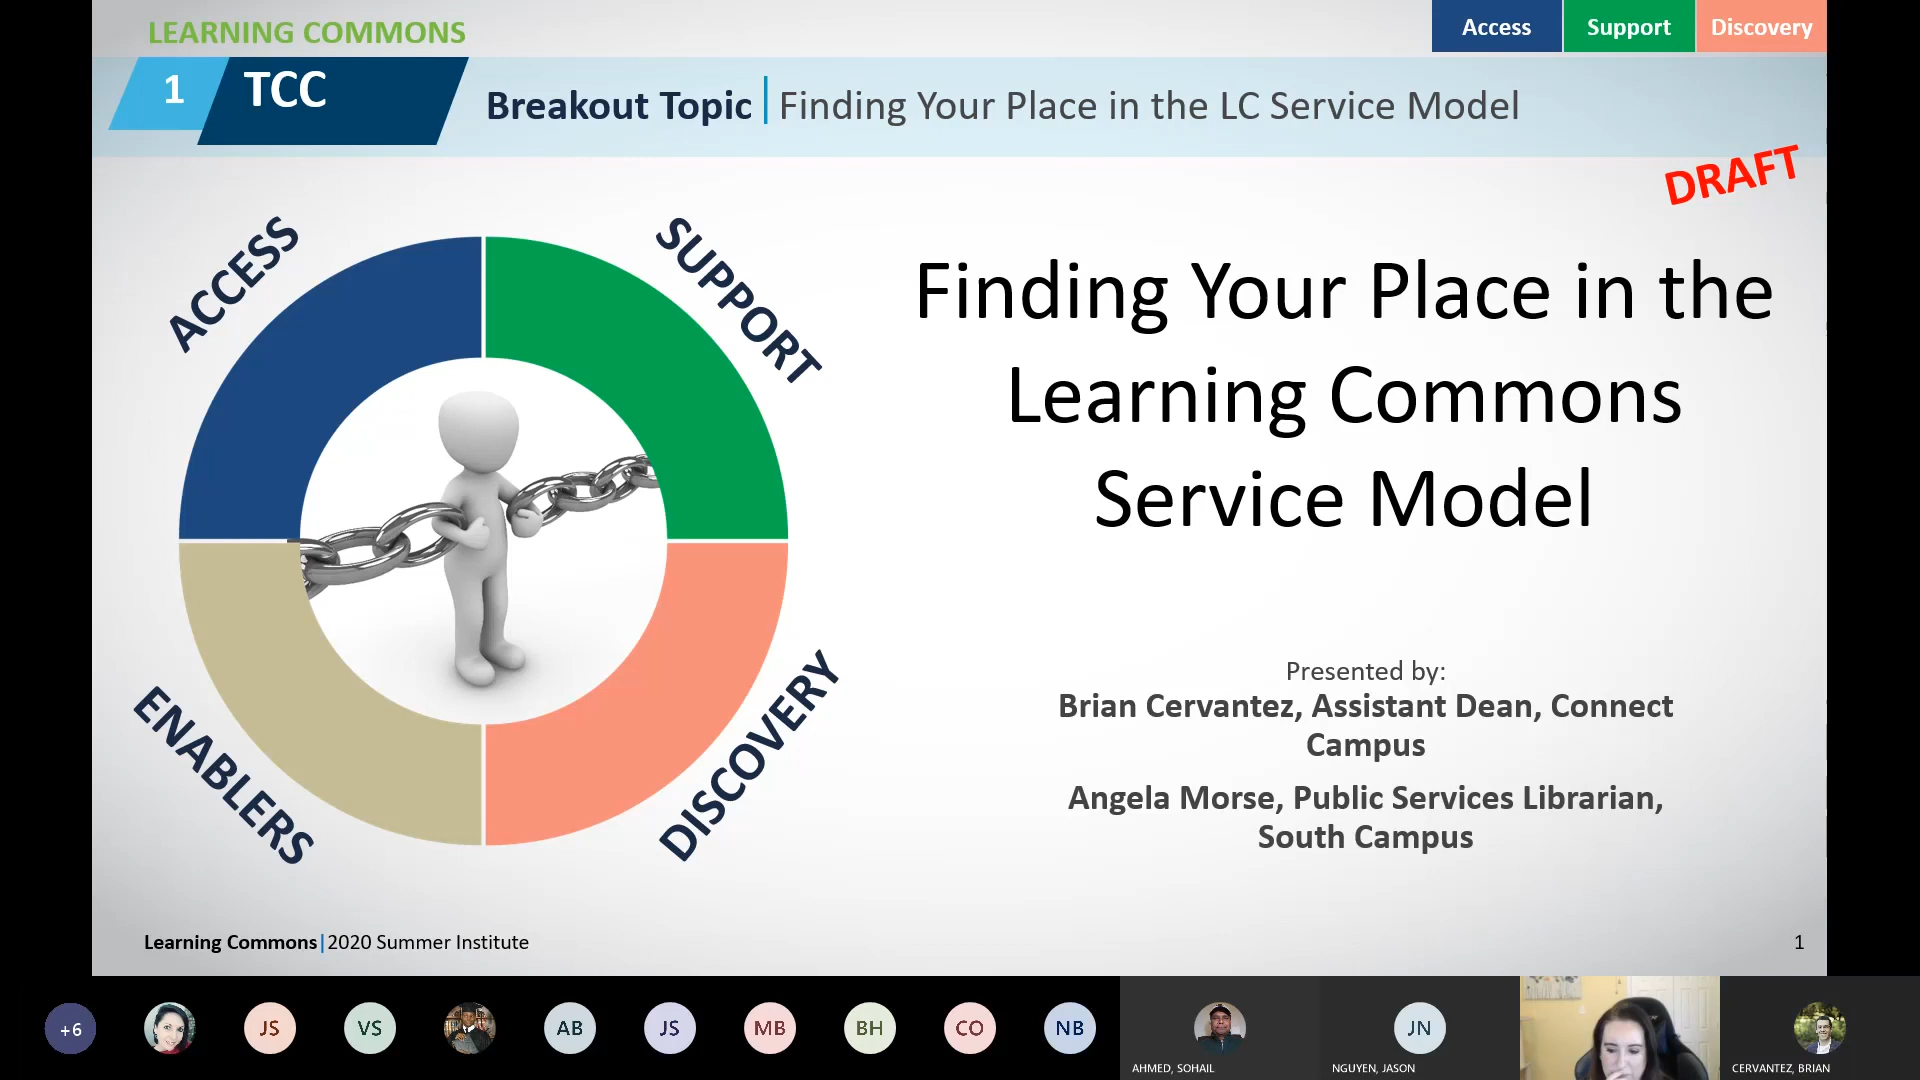 LEARNING COMMONS
Access
Support
Discovery
1 TCC
Breakout Topic | Finding Your Place in the LC Service Model
DRAFT
ACCESS
SUPPORT
ENABLERS
DISCOVERY
Finding Your Place in the
Learning Commons
Service Model
Presented by:
Brian Cervantez, Assistant Dean, Connect
Campus
Angela Morse, Public Services Librarian,
South Campus
Learning Commons|2020 Summer Institute
1
+6
JS
VS
AB
JS
MB
BH
CO
NB
JN
AHMED, SOHAIL
NGUYEN, JASON
CERVANTEZ, BRIAN